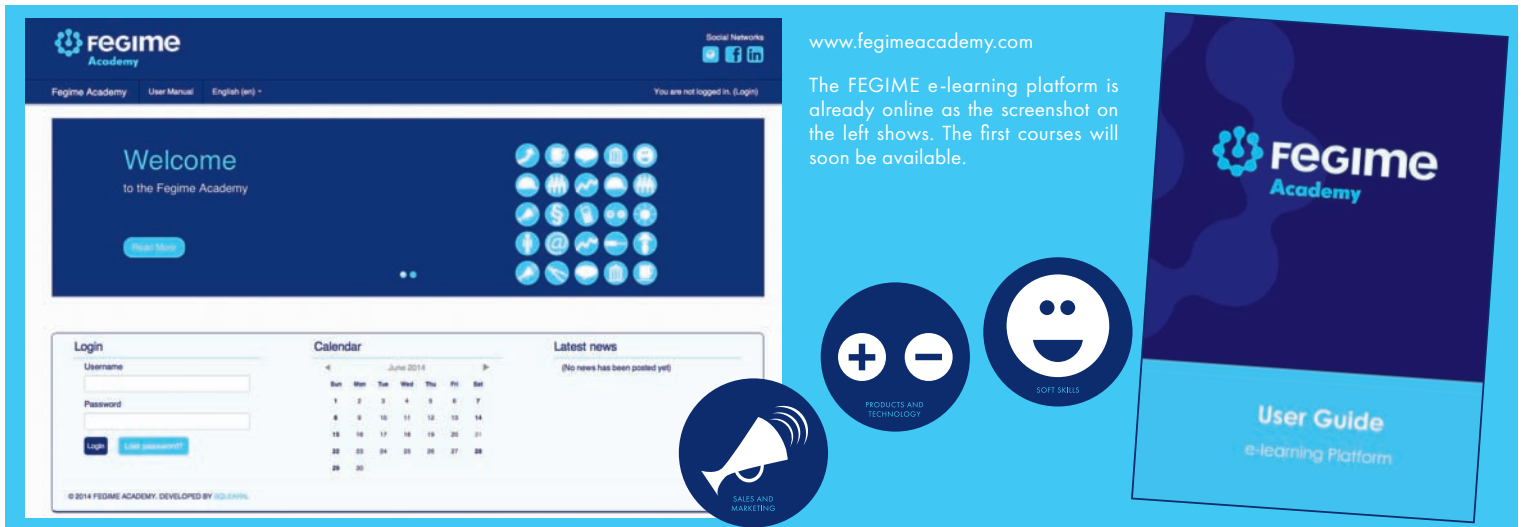 FEGIME
Academy
Social Networks
Fegime Academy User Manual English (en)
You are not logged in. (Login)
Welcome
to the Fegime Academy
Read More
Login
Username
Password
Login Lost password?
Calendar
June 2014
Sun Mon Tue Wed Thu Fri Sat
1 2 3 4 5 6 7
8 9 10 11 12 13 14
15 16 17 18 19 20 21
22 23 24 25 26 27 28
29 30
Latest news
(No news has been posted yet)
© 2014 FEGIME ACADEMY. DEVELOPED BY
www.fegimeacademy.com
The FEGIME e-learning platform is
already online as the screenshot on
the left shows. The first courses will
soon be available.
SALES AND
MARKETING
PRODUCTS AND
TECHNOLOGY
SOFT SKILLS
FEGIME
Academy
User Guide
e-learning Platform